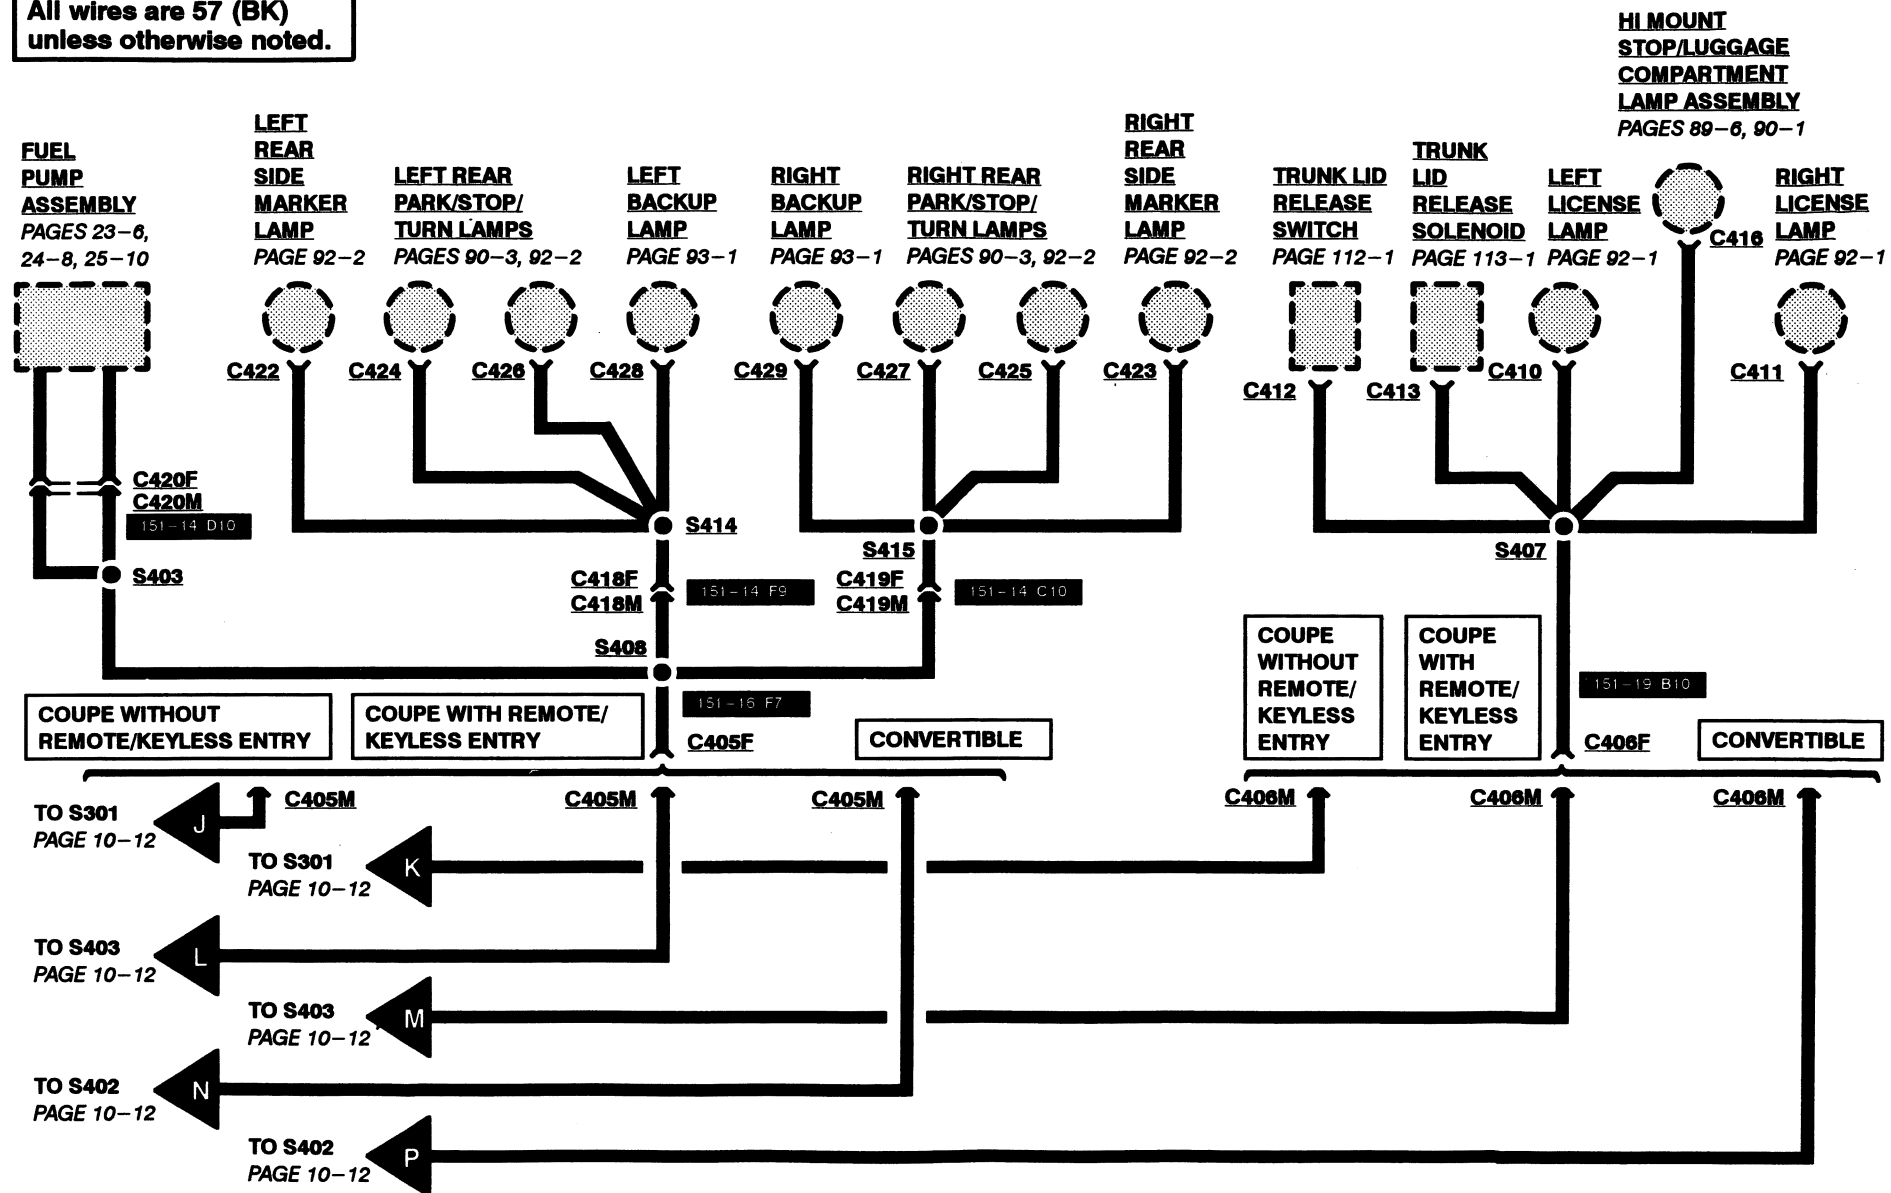 All wires are 57 (BK)
unless otherwise noted.
HI MOUNT
STOP/LUGGAGE
COMPARTMENT
LAMP ASSEMBLY
PAGES 89-6, 90-1
FUEL
PUMP
ASSEMBLY
PAGES 23-6,
24-8, 25-10
LEFT
REAR
SIDE
MARKER
LAMP
PAGE 92-2
LEFT REAR
PARK/STOP/
TURN LAMPS
PAGES 90-3, 92-2
LEFT
BACKUP
LAMP
PAGE 93-1
RIGHT
BACKUP
LAMP
PAGE 93-1
RIGHT REAR
PARK/STOP/
TURN LAMPS
PAGES 90-3, 92-2
RIGHT
REAR
SIDE
MARKER
LAMP
PAGE 92-2
TRUNK LID
RELEASE
SWITCH
PAGE 112-1
TRUNK
LID
RELEASE
SOLENOID
PAGE 113-1
LEFT
LICENSE
LAMP
PAGE 92-1
C416
RIGHT
LICENSE
LAMP
PAGE 92-1
C422
C424
C426
C428
C429
C427
C425
C423
C412
C413
C410
C411
C420F
C420M
151-14 D10
S403
S414
S415
S407
C418F
C418M
151-14 F9
C419F
C419M
151-14 C10
S408
151-16 F7
151-19 B10
COUPE WITHOUT
REMOTE/KEYLESS ENTRY
COUPE WITH REMOTE/
KEYLESS ENTRY
C405F
CONVERTIBLE
COUPE
WITHOUT
REMOTE/
KEYLESS
ENTRY
COUPE
WITH
REMOTE/
KEYLESS
ENTRY
C406F
CONVERTIBLE
C405M
C405M
C405M
C406M
C406M
C406M
TO S301
PAGE 10-12
J
TO S301
PAGE 10-12
K
TO S403
PAGE 10-12
L
TO S403
PAGE 10-12
M
TO S402
PAGE 10-12
N
TO S402
PAGE 10-12
P